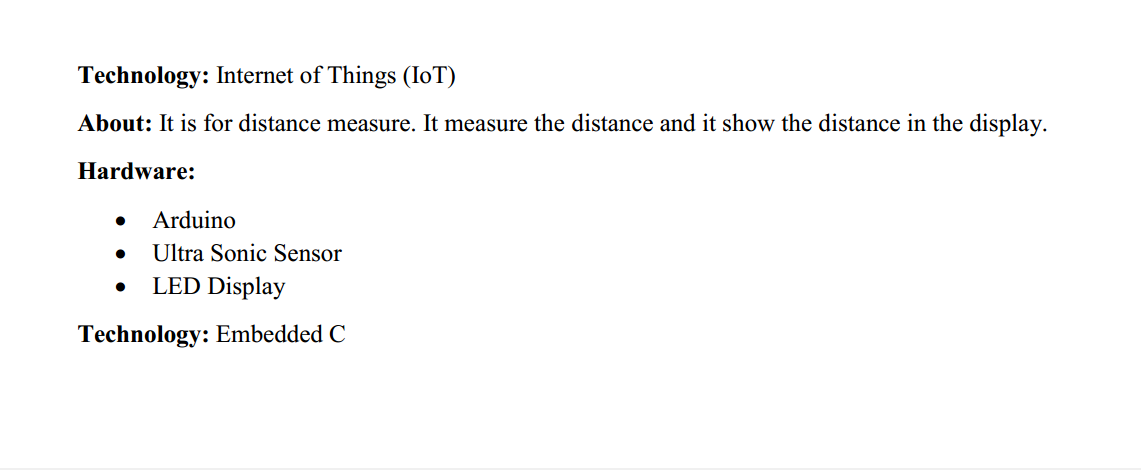 Technology: Internet of Things (IoT)
About: It is for distance measure. It measure the distance and it show the distance in the display.
Hardware:
• Arduino
• Ultra Sonic Sensor
• LED Display
Technology: Embedded C